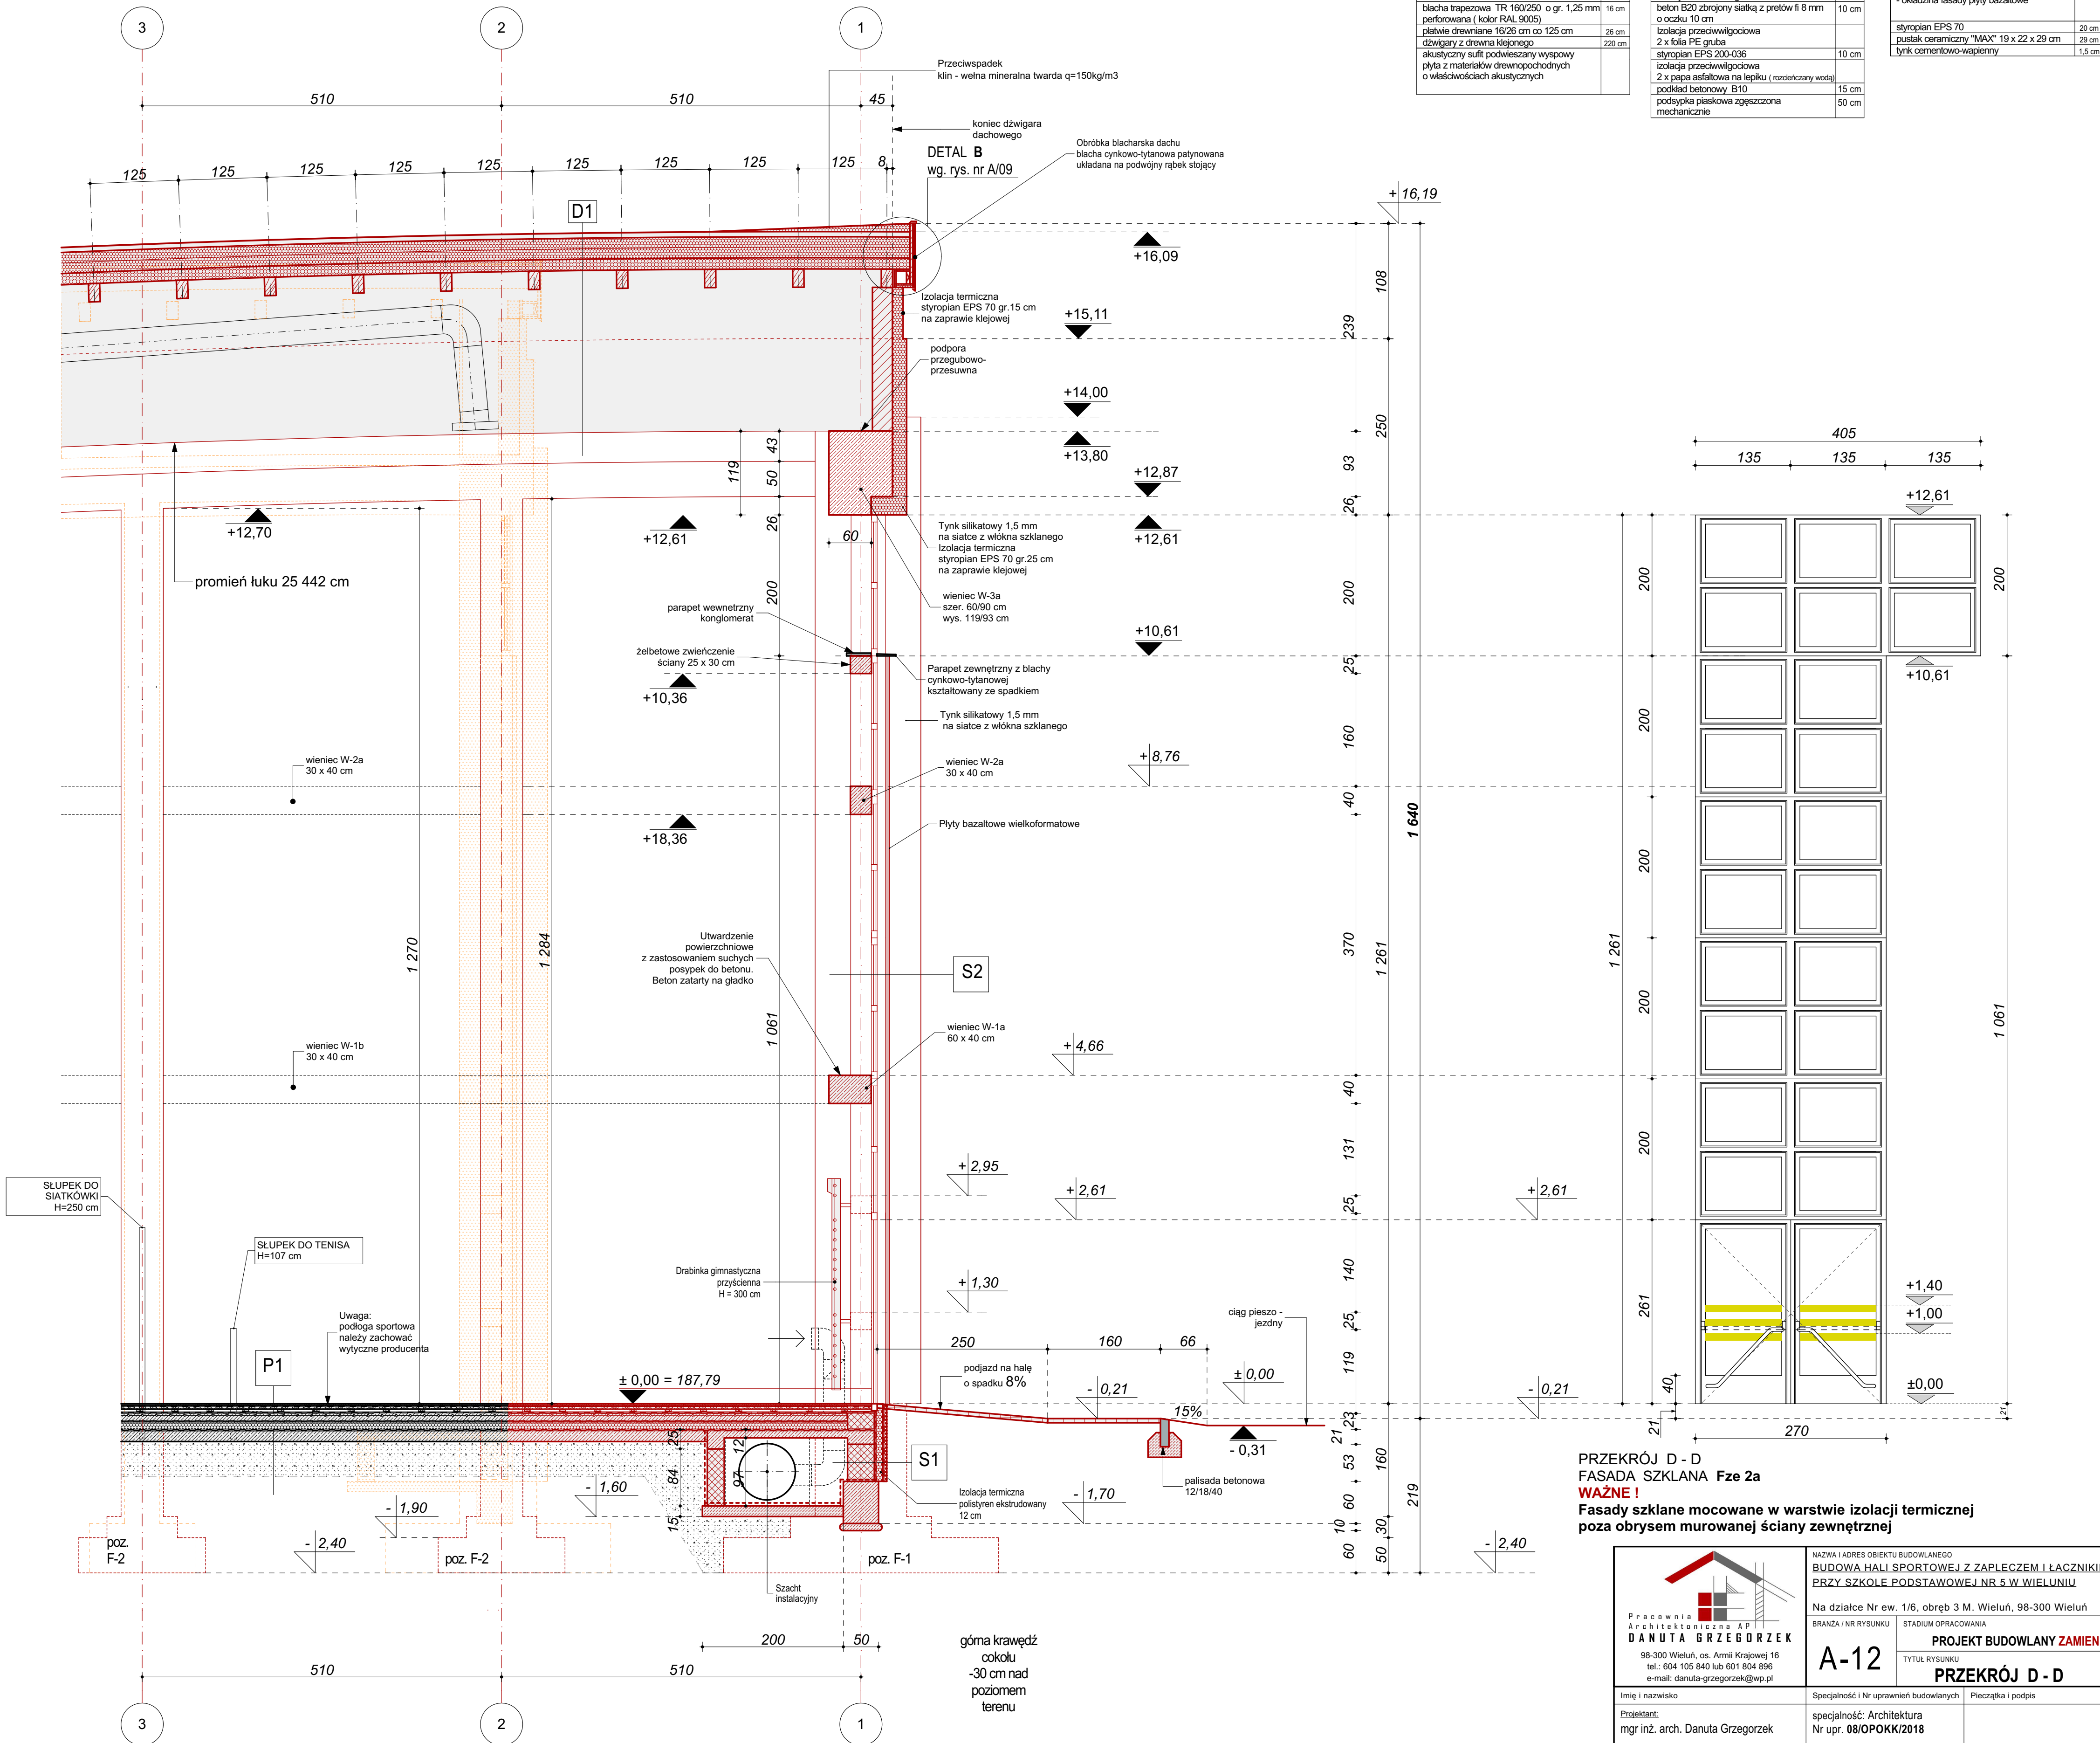 3
2
1
510
510
45
Przeciwspadek
klin - wełna mineralna twarda q=150kg/m3
koniec dźwigara
dachowego
DETAL B
wg. rys. nr A/09
Obróbka blacharska dachu
blacha cynkowo-tytanowa patynowana
układana na podwójny rąbek stojący
125
125
125
125
125
125
125
125
125
8
D1
blacha trapezowa TR 160/250 o gr. 1,25 mm 16 cm
perforowana ( kolor RAL 9005)
płatwie drewniane 16/26 cm co 125 cm 26 cm
dźwigary z drewna klejonego 220 cm
akustyczny sufit podwieszany wyspowy
płyta z materiałów drewnopochodnych
o właściwościach akustycznych
beton B20 zbrojony siatką z pretów fi 8 mm 10 cm
o oczku 10 cm
Izolacja przeciwwilgociowa
2 x folia PE gruba
styropian EPS 200-036 10 cm
izolacja przeciwwilgociowa
2 x papa asfaltowa na lepiku ( rozcieńczany wodą)
podkład betonowy B10 15 cm
podsypka piaskowa zgęszczona 50 cm
mechanicznie
- okładzina fasady płyty bazaltowe
styropian EPS 70 20 cm
pustak ceramiczny "MAX" 19 x 22 x 29 cm 29 cm
tynk cementowo-wapienny 1,5 cm
+ 16,19
+16,09
Izolacja termiczna
styropian EPS 70 gr.15 cm
na zaprawie klejowej
+15,11
podpora
przegubowo-
przesuwna
+14,00
+13,80
+12,87
+12,61
108
239
250
93
26
43
119
50
26
60
200
+12,70
+12,61
promień łuku 25 442 cm
Tynk silikatowy 1,5 mm
na siatce z włókna szklanego
Izolacja termiczna
styropian EPS 70 gr.25 cm
na zaprawie klejowej
wieniec W-3a
szer. 60/90 cm
wys. 119/93 cm
parapet wewnetrzny
konglomerat
żelbetowe zwieńczenie
ściany 25 x 30 cm
+10,36
+10,61
Parapet zewnętrzny z blachy
cynkowo-tytanowej
kształtowany ze spadkiem
Tynk silikatowy 1,5 mm
na siatce z włókna szklanego
200
25
160
wieniec W-2a
30 x 40 cm
wieniec W-2a
30 x 40 cm
+ 8,76
40
1 640
+18,36
Płyty bazaltowe wielkoformatowe
Utwardzenie
powierzchniowe
z zastosowaniem suchych
posypek do betonu.
Beton zatarty na gładko
S2
1 270
1 284
1 061
370
1 261
wieniec W-1b
30 x 40 cm
wieniec W-1a
60 x 40 cm
+ 4,66
40
131
+ 2,95
+ 2,61
25
140
SŁUPEK DO
SIATKÓWKI
H=250 cm
SŁUPEK DO TENISA
H=107 cm
Drabinka gimnastyczna
przyścienna
H = 300 cm
+ 1,30
25
119
Uwaga:
podłoga sportowa
należy zachować
wytyczne producenta
P1
± 0,00 = 187,79
250
160
66
ciąg pieszo -
jezdny
podjazd na halę
o spadku 8%
- 0,21
± 0,00
15%
- 0,31
palisada betonowa
12/18/40
23
21
53
160
60
10
30
60
50
219
25
12
84
97
15
S1
Izolacja termiczna
polistyren ekstrudowany
12 cm
- 1,70
- 1,60
- 1,90
- 2,40
- 2,40
poz.
F-2
poz. F-2
poz. F-1
Szacht
instalacyjny
200
50
510
510
górna krawędź
cokołu
-30 cm nad
poziomem
terenu
3
2
1
405
135
135
135
+12,61
200
200
+10,61
200
200
200
1 261
1 061
200
+ 2,61
261
+1,40
+1,00
40
±0,00
- 0,21
21
21
270
PRZEKRÓJ D - D
FASADA SZKLANA Fze 2a
WAŻNE !
Fasady szklane mocowane w warstwie izolacji termicznej
poza obrysem murowanej ściany zewnętrznej
Pracownia
Architektoniczna AP
DANUTA GRZEGORZEK
98-300 Wieluń, os. Armii Krajowej 16
tel.: 604 105 840 lub 601 804 896
e-mail: danuta-grzegorzek@wp.pl
NAZWA I ADRES OBIEKTU BUDOWLANEGO
BUDOWA HALI SPORTOWEJ Z ZAPLECZEM I ŁACZNIKI
PRZY SZKOLE PODSTAWOWEJ NR 5 W WIELUNIU
Na działce Nr ew. 1/6, obręb 3 M. Wieluń, 98-300 Wieluń
BRANŻA / NR RYSUNKU
A-12
STADIUM OPRACOWANIA
PROJEKT BUDOWLANY ZAMIEN
TYTUŁ RYSUNKU
PRZEKRÓJ D - D
Imię i nazwisko
Specjalność i Nr uprawnień budowlanych
Pieczątka i podpis
Projektant:
mgr inż. arch. Danuta Grzegorzek
specjalność: Architektura
Nr upr. 08/OPOKK/2018